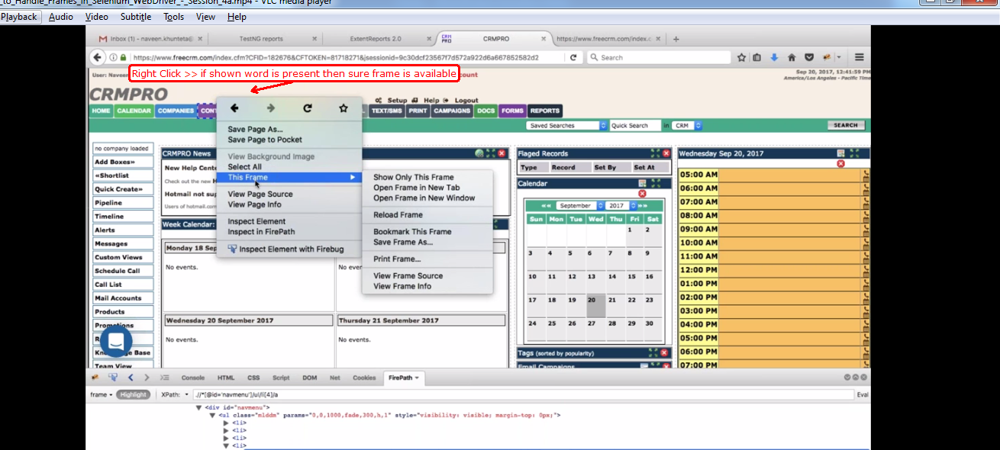 _to_Handle_Frames_in_Selenium_WebDriver_-_Session_4a.mp4 - VLC media player
Playback Audio Video Subtitle Tools View Help
Inbox (1) - naveen.khunteta@ TestNG reports ExtentReports 2.0 CRM PRO CRMPRO https://www.freecrm.com/index.c
https://www.freecrm.com/index.cfm?CFID=182676&CFTOKEN=81718271&jsessionid=9c30dcf23567f7d572a922d6a667852582d2 Search
User: Naveen
Right Click >> if shown word is present then sure frame is available
count
Sep 20, 2017, 12:41:59 PM
America/Los Angeles - Pacific Time
CRMPRO
Setup Help Logout
HOME CALENDAR COMPANIES CONT TEXT/SMS PRINT CAMPAIGNS DOCS FORMS REPORTS
Saved Searches Quick Search in CRM SEARCH
Save Page As...
Save Page to Pocket
View Background Image
Select All
This Frame
View Page Source
View Page Info
Inspect Element
Inspect in FirePath
Inspect Element with Firebug
Show Only This Frame
Open Frame in New Tab
Open Frame in New Window
Reload Frame
Bookmark This Frame
Save Frame As...
Print Frame...
View Frame Source
View Frame Info
no company loaded
Add Boxes»
«Shortlist
Quick Create»
Pipeline
Timeline
Alerts
Messages
Custom Views
Schedule Call
Call List
Mail Accounts
Products
Promotions
Base
Team View
CRMPRO News
New Help Cente
Check out the new H
Hotmail not sup
Users of hotmail.com
Week Calendar:
Monday 18 Sep
No events.
No ever
Wednesday 20 September 2017 Thursday 21 September 2017
No events. No events.
Flaged Records
Type Record Set By Set At
Calendar
«« « September 2017 » »»
Sun Mon Tue Wed Thu Fri Sat
1 2
3 4 5 6 7 8 9
10 11 12 13 14 15 16
17 18 19 20 21 22 23
24 25 26 27 28 29 30
Tags (sorted by popularity)
Email Campaigns
Wednesday Sep 20, 2017
05:00 AM
06:00 AM
07:00 AM
08:00 AM
09:00 AM
10:00 AM
11:00 AM
12:00 PM
01:00 PM
02:00 PM
03:00 PM
04:00 PM
05:00 PM
06:00 PM
07:00 PM
Console HTML CSS Script DOM Net Cookies FirePath
frame Highlight XPath: .//*[@id='navmenu']/ul/li[4]/a Eval
<div id="navmenu">
<ul class="mlddm" params="0,0,1000,fade,300,h,1" style="visibility: visible; margin-top: 0px;">
<li>
<li>
<li>
<li>